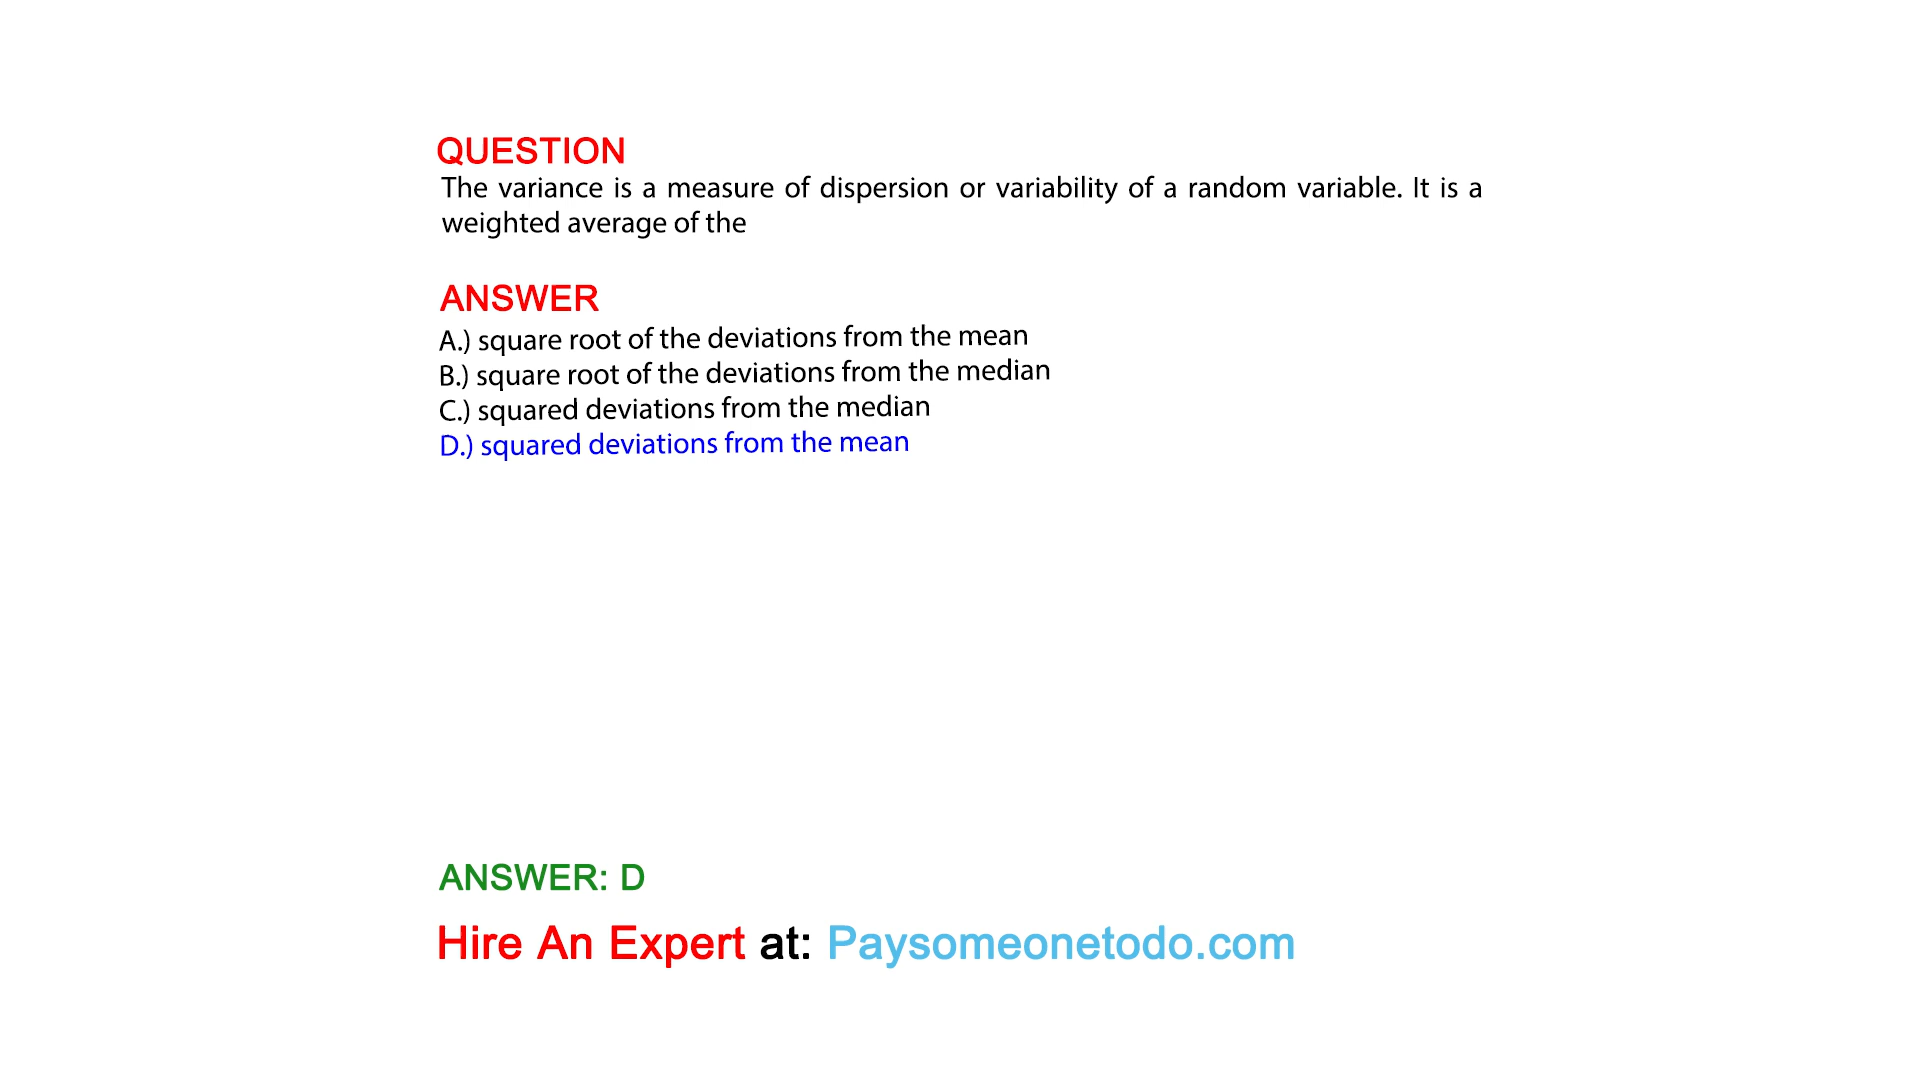 QUESTION
The variance is a measure of dispersion or variability of a random variable. It is a
weighted average of the
ANSWER
A.) square root of the deviations from the mean
B.) square root of the deviations from the median
C.) squared deviations from the median
D.) squared deviations from the mean
ANSWER: D
Hire An Expert at: Paysomeonetodo.com